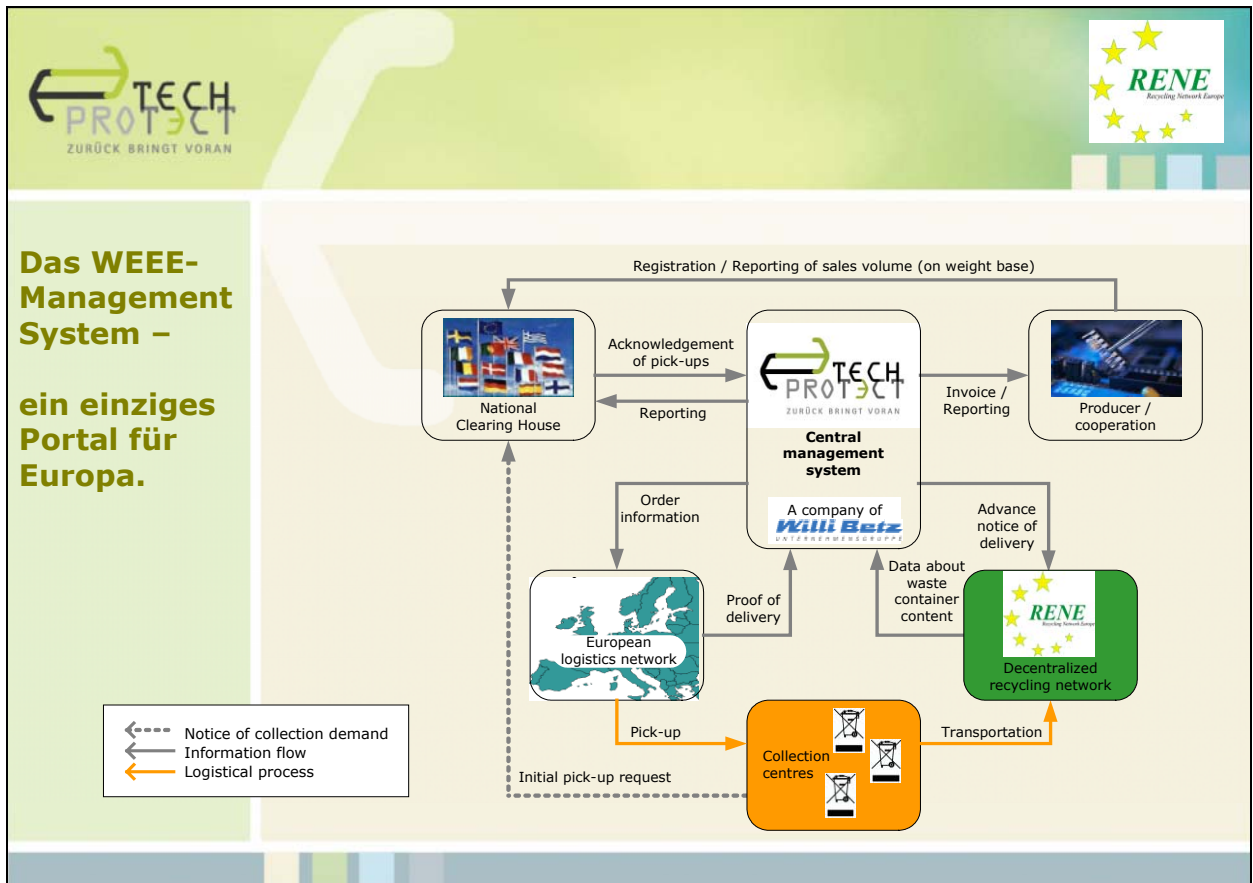 TECH
PROTECT
ZURÜCK BRINGT VORAN
RENE
Recycling Network Europe
Das WEEE-
Management
System –
ein einziges
Portal für
Europa.
Registration / Reporting of sales volume (on weight base)
National
Clearing House
Acknowledgement
of pick-ups
Reporting
TECH
PROTECT
ZURÜCK BRINGT VORAN
Central
management
system
A company of
Willi Betz
UNTERNEHMENSGRUPPE
Invoice /
Reporting
Producer /
cooperation
Order
information
Advance
notice of
delivery
European
logistics network
Proof of
delivery
Data about
waste
container
content
RENE
Recycling Network Europe
Decentralized
recycling network
Pick-up
Collection
centres
Transportation
Initial pick-up request
Notice of collection demand
Information flow
Logistical process